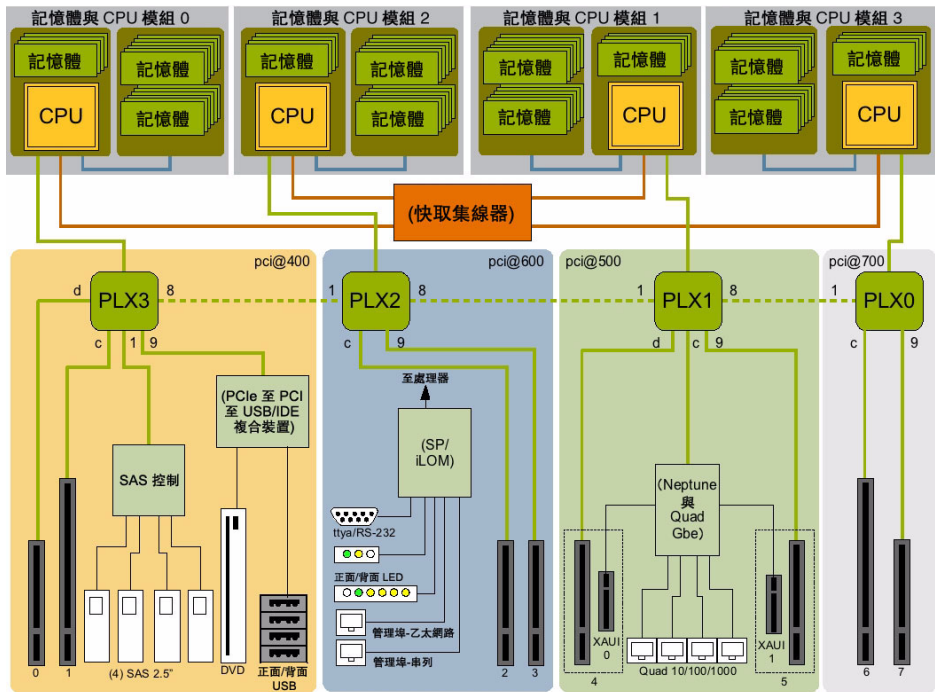 記憶體與 CPU 模組 0
記憶體
記憶體
CPU
記憶體
記憶體與 CPU 模組 2
記憶體
記憶體
CPU
記憶體
記憶體與 CPU 模組 1
記憶體
記憶體
記憶體
CPU
記憶體與 CPU 模組 3
記憶體
記憶體
記憶體
CPU
(快取集線器)
pci@400
d
PLX3
8
c
1
9
(PCIe 至 PCI
至 USB/IDE
複合裝置)
SAS 控制
0
1
(4) SAS 2.5"
DVD
正面/背面
USB
pci@600
1
PLX2
8
c
9
至處理器
(SP/
iLOM)
ttya/RS-232
正面/背面 LED
管理埠-乙太網路
管理埠-串列
2
3
pci@500
1
PLX1
8
d
c
9
(Neptune
與
Quad
Gbe)
XAUI
0
4
Quad 10/100/1000
XAUI
1
5
pci@700
1
PLX0
c
9
6
7